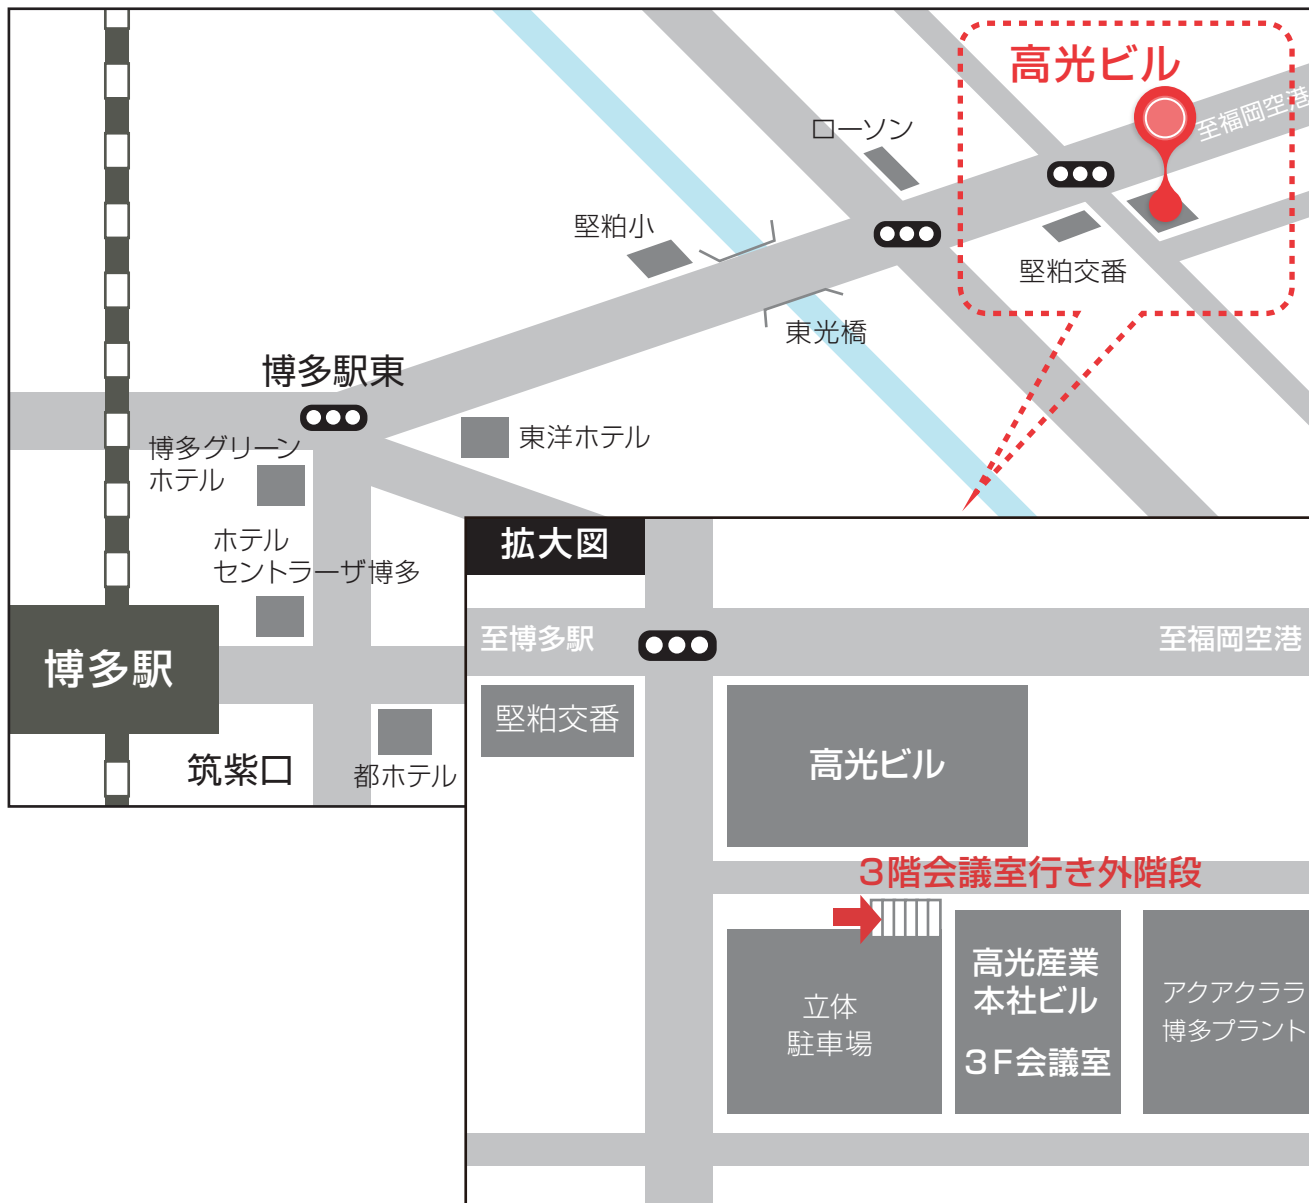 高光ビル
至福岡空港
ローソン
堅粕小
堅粕交番
東光橋
博多駅東
東洋ホテル
博多グリーン
ホテル
ホテル
セントラーザ博多
博多駅
筑紫口
都ホテル
拡大図
至博多駅
至福岡空港
堅粕交番
高光ビル
3階会議室行き外階段
立体
駐車場
高光産業
本社ビル
3F会議室
アクアクララ
博多プラント